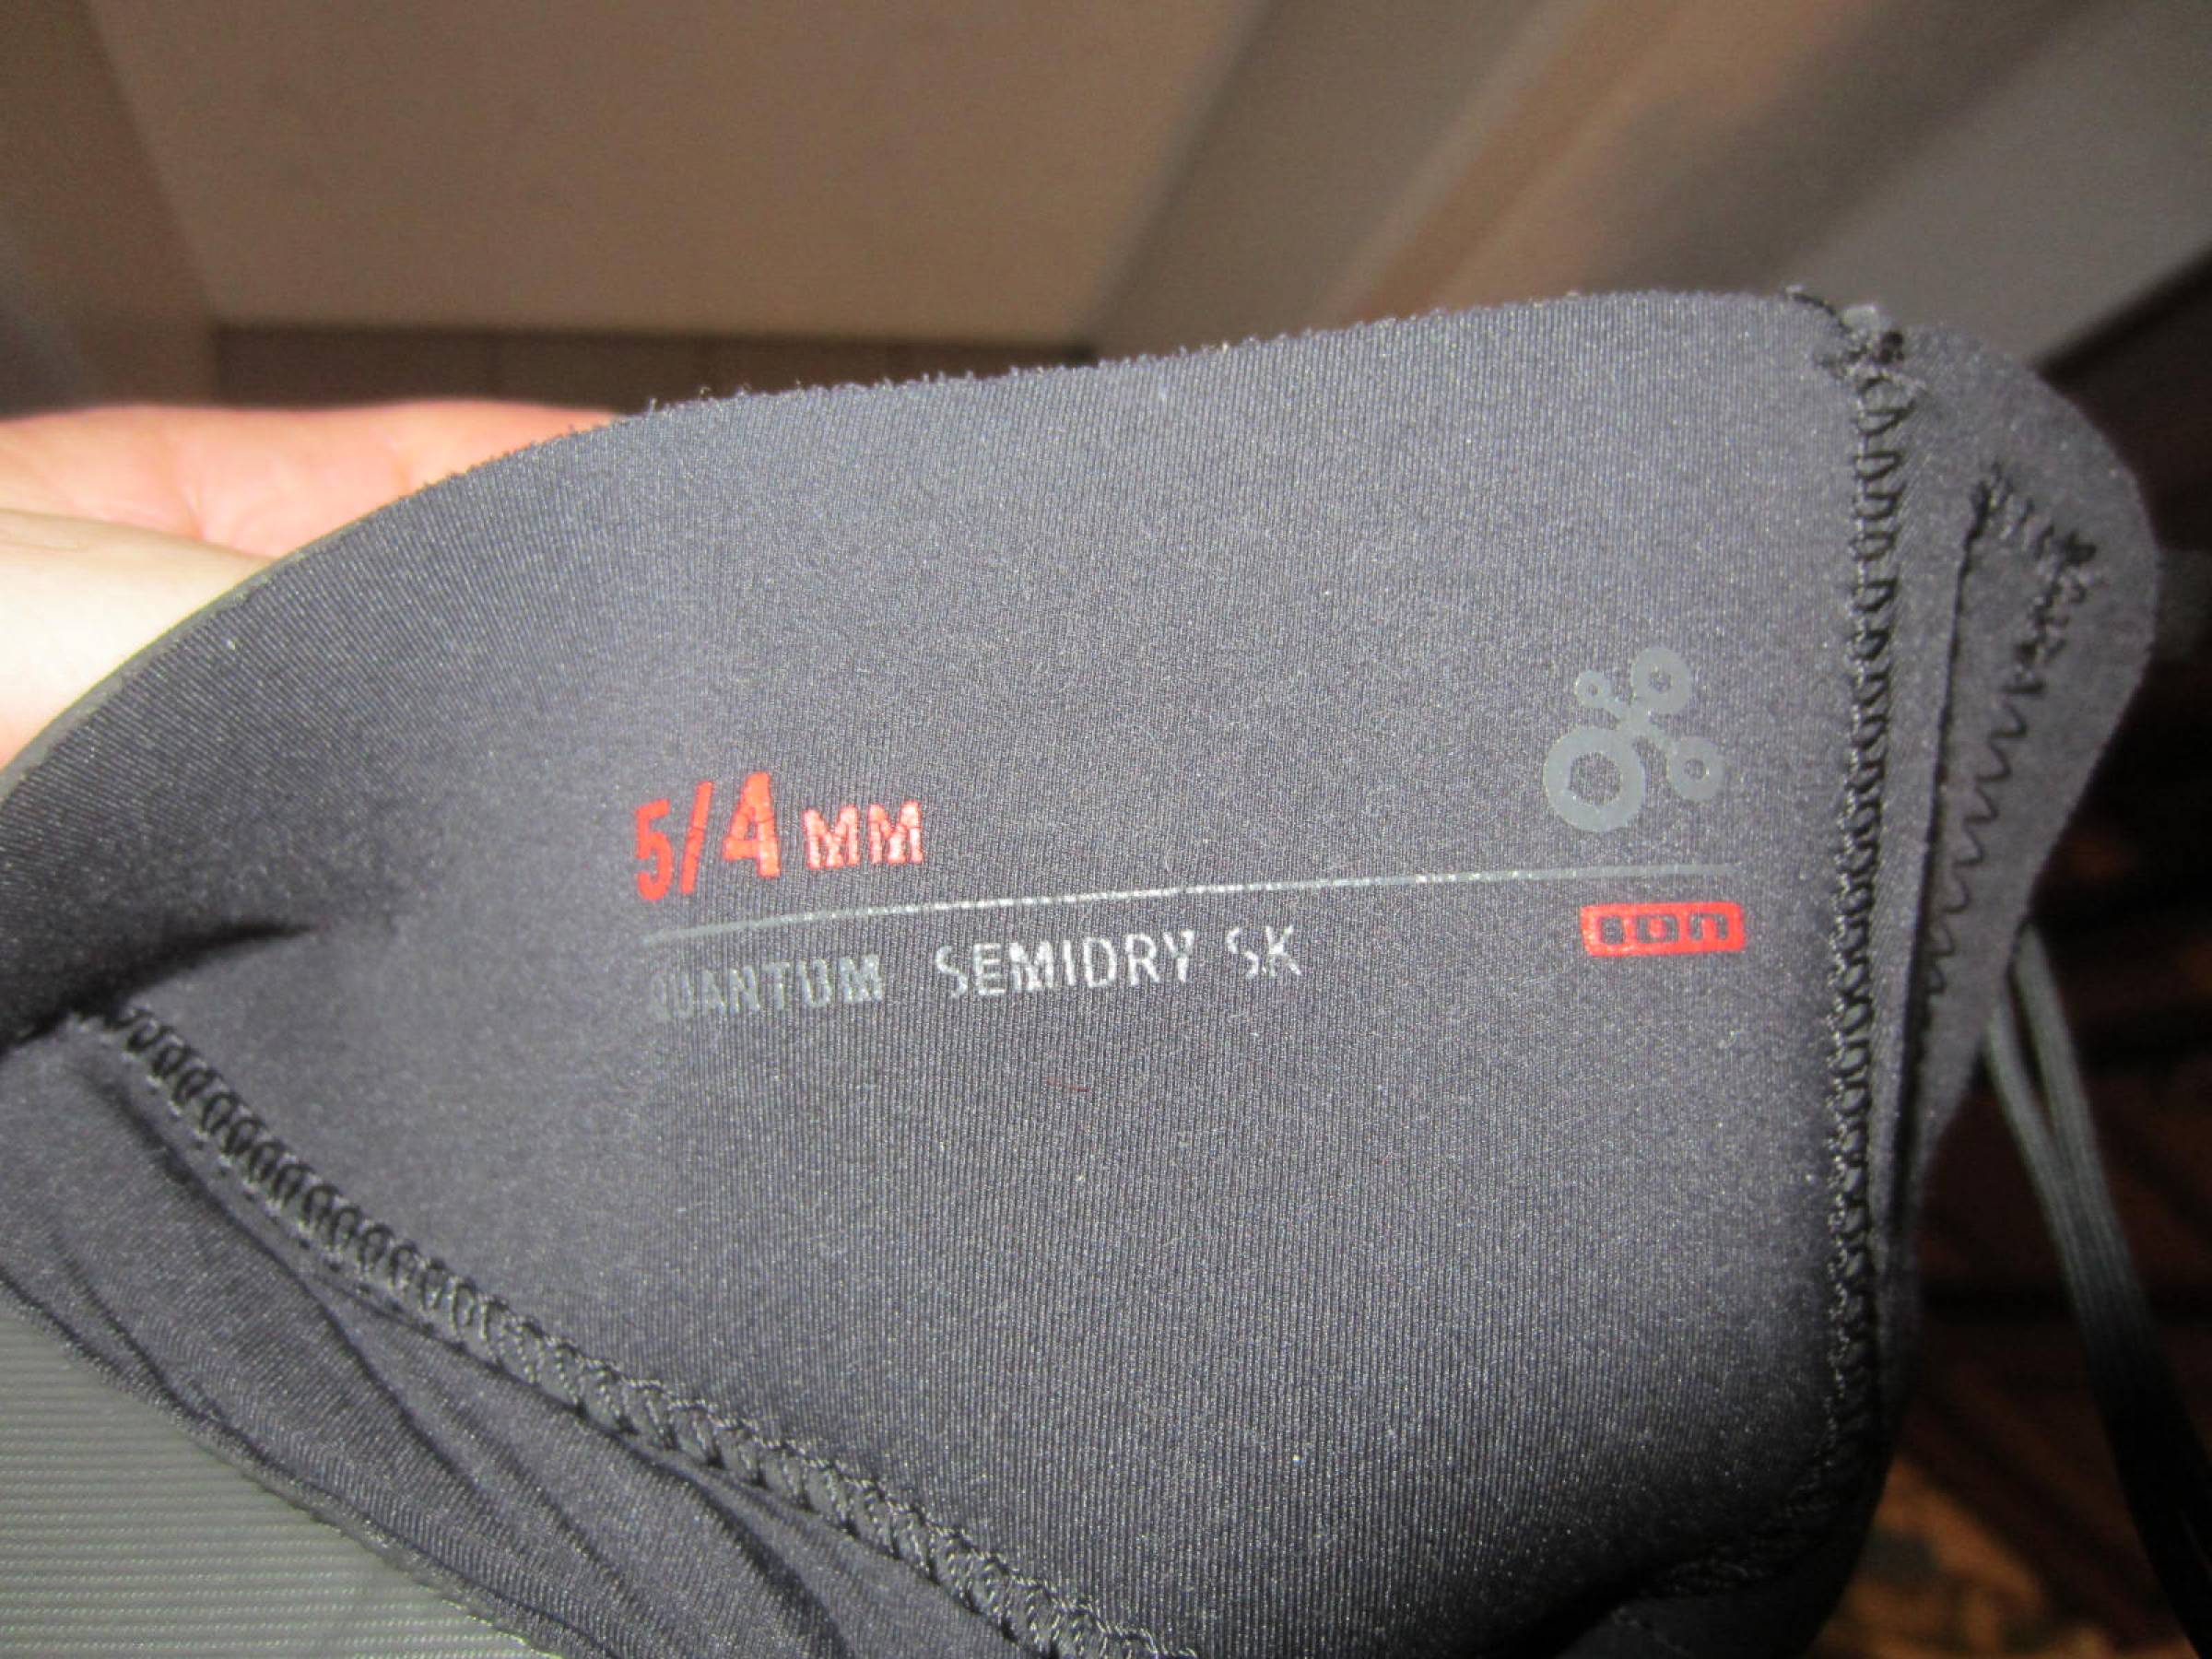 5/4 MM
QUANTUM SEMIDRY SK
ION